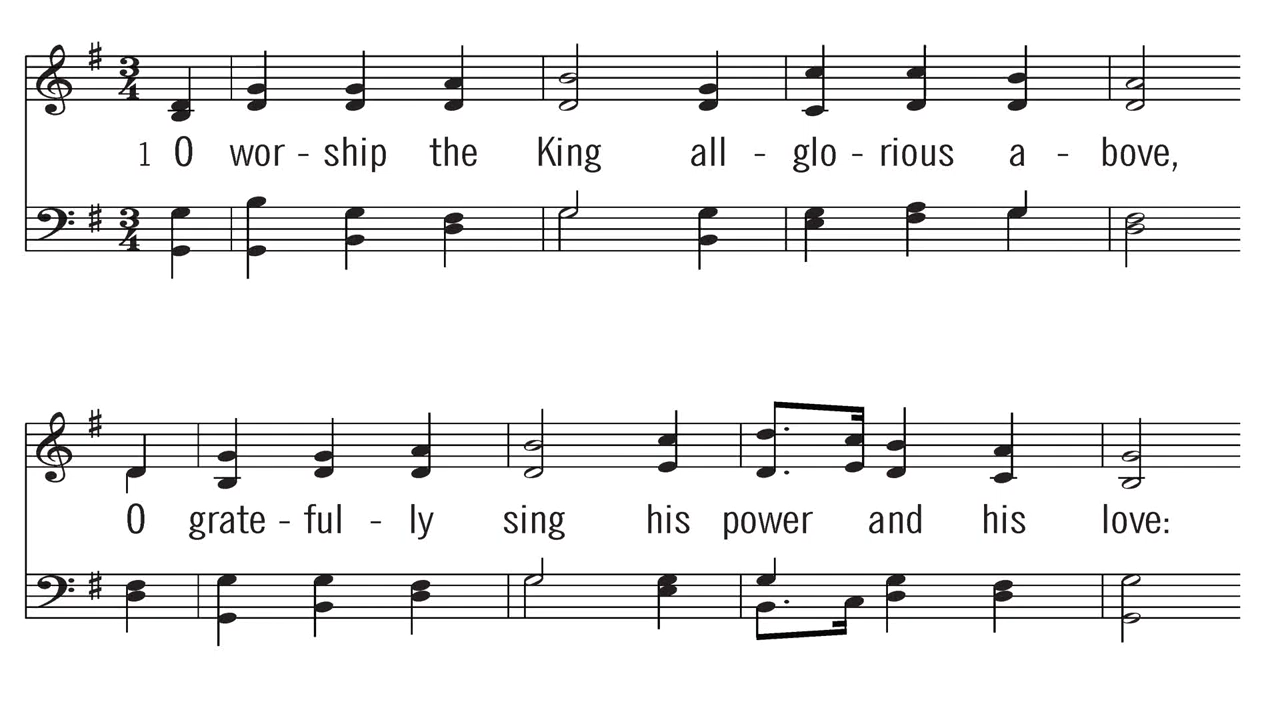 1 O wor - ship the King all - glo - rious a - bove,
O grate - ful - ly sing his power and his love: